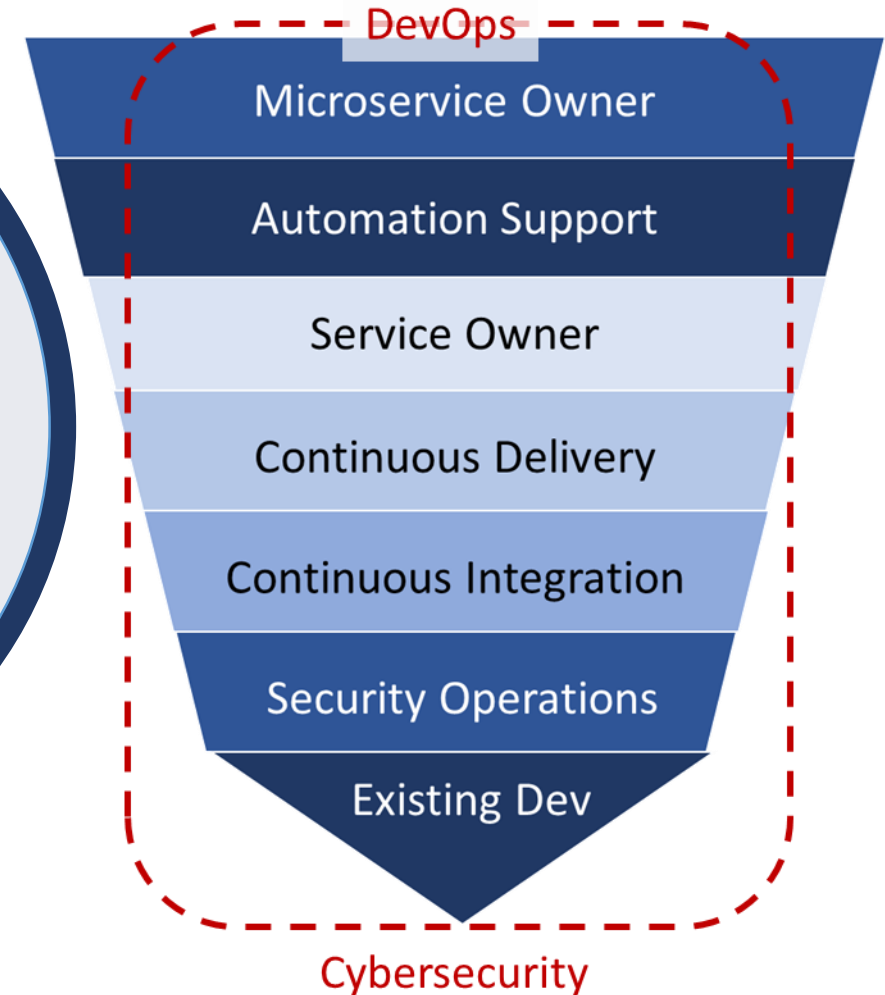 DevOps
Microservice Owner
Automation Support
Service Owner
Continuous Delivery
Continuous Integration
Security Operations
Existing Dev
Cybersecurity